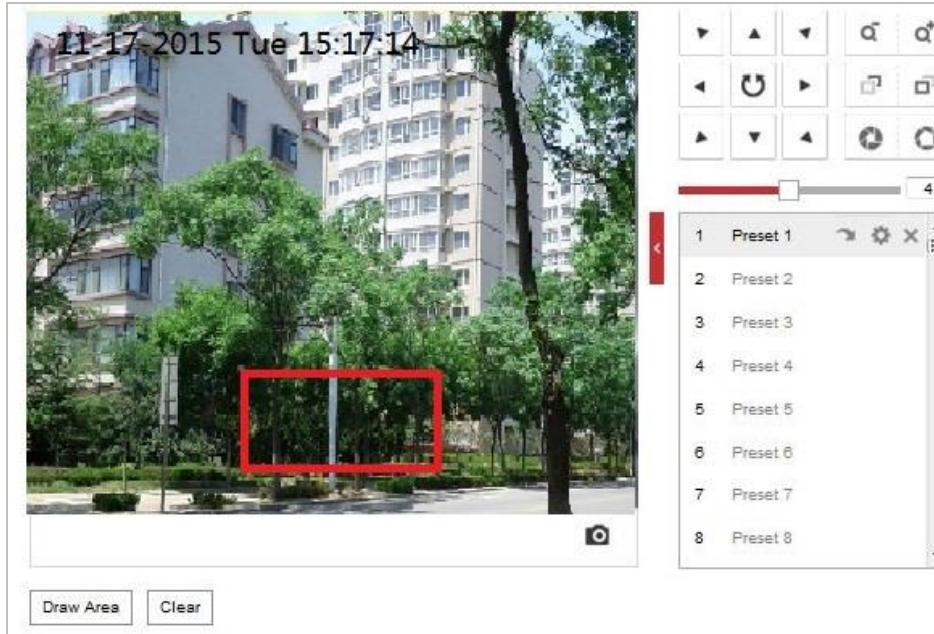 11-17-2015 Tue 15:17:14
4
1 Preset 1
2 Preset 2
3 Preset 3
4 Preset 4
5 Preset 5
6 Preset 6
7 Preset 7
8 Preset 8
Draw Area Clear